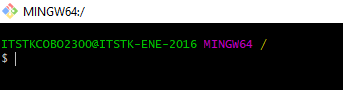 MINGW64:/
ITSTKCOBO2300@ITSTK-ENE-2016 MINGW64 /
$